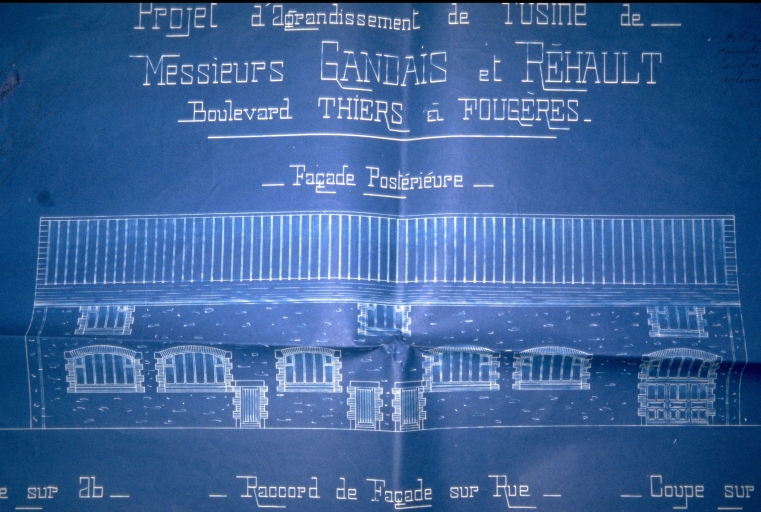 Projet d'agrandissement de l'usine de
Messieurs GANDAIS et RÉHAULT
Boulevard THIERS à FOUGÈRES_
_ Façade Postérieure _
sur ab _
_ Raccord de Façade sur Rue _
_ Coupe sur